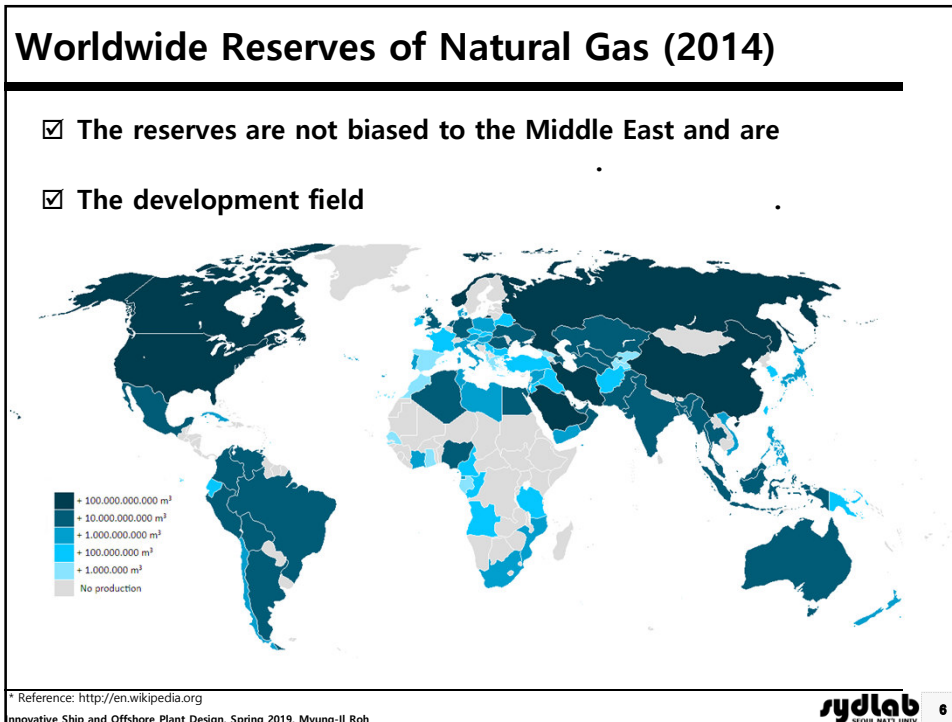 Worldwide Reserves of Natural Gas (2014)
☑ The reserves are not biased to the Middle East and are
.
☑ The development field .
+ 100.000.000.000 m³
+ 10.000.000.000 m³
+ 1.000.000.000 m³
+ 100.000.000 m³
+ 1.000.000 m³
No production
* Reference: http://en.wikipedia.org
Innovative Ship and Offshore Plant Design, Spring 2019, Myung-Il Roh
sydlab 6
SEOUL NAT'L UNIV.